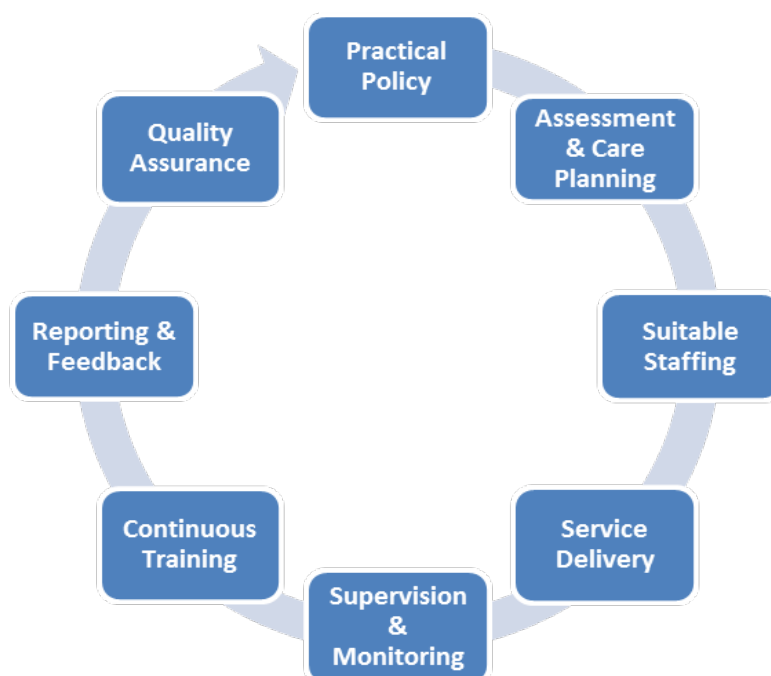 Practical
Policy
Assessment
& Care
Planning
Suitable
Staffing
Service
Delivery
Supervision
&
Monitoring
Continuous
Training
Reporting &
Feedback
Quality
Assurance